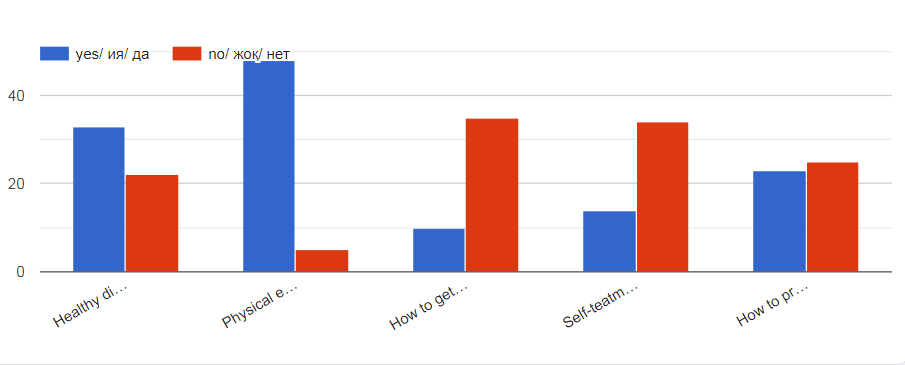 yes/ ия/ да no/ жоқ/ нет
40
20
0
Healthy di…
Physical e…
How to get…
Self-teatm…
How to pr…